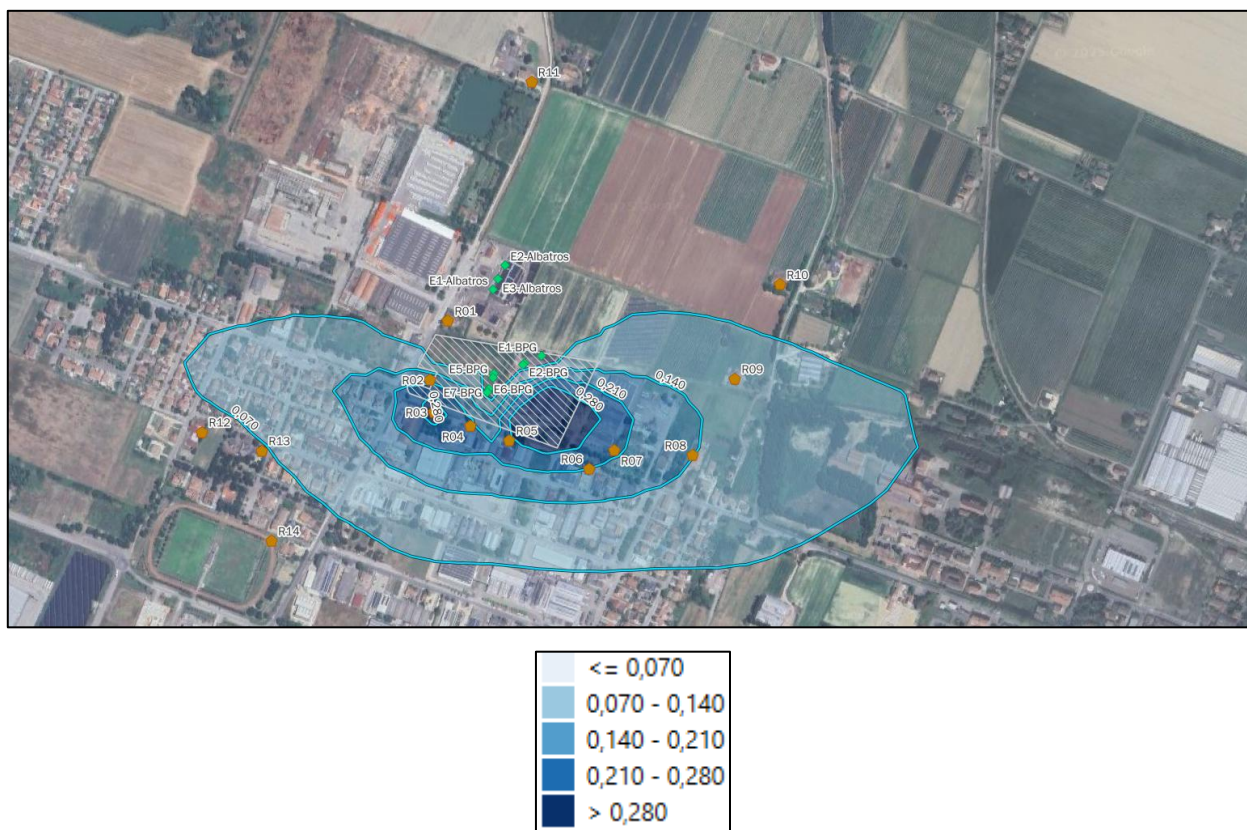 R11
E2-Albatros
E1-Albatros
E3-Albatros
R10
R01
E1-BPG
E2-BPG
E5-BPG
E6-BPG
E7-BPG
R02
0,280
R03
R04
R05
0,280
0,210
0,140
R09
0,070
R12
R13
R06
R07
R08
R14
<= 0,070
0,070 - 0,140
0,140 - 0,210
0,210 - 0,280
> 0,280